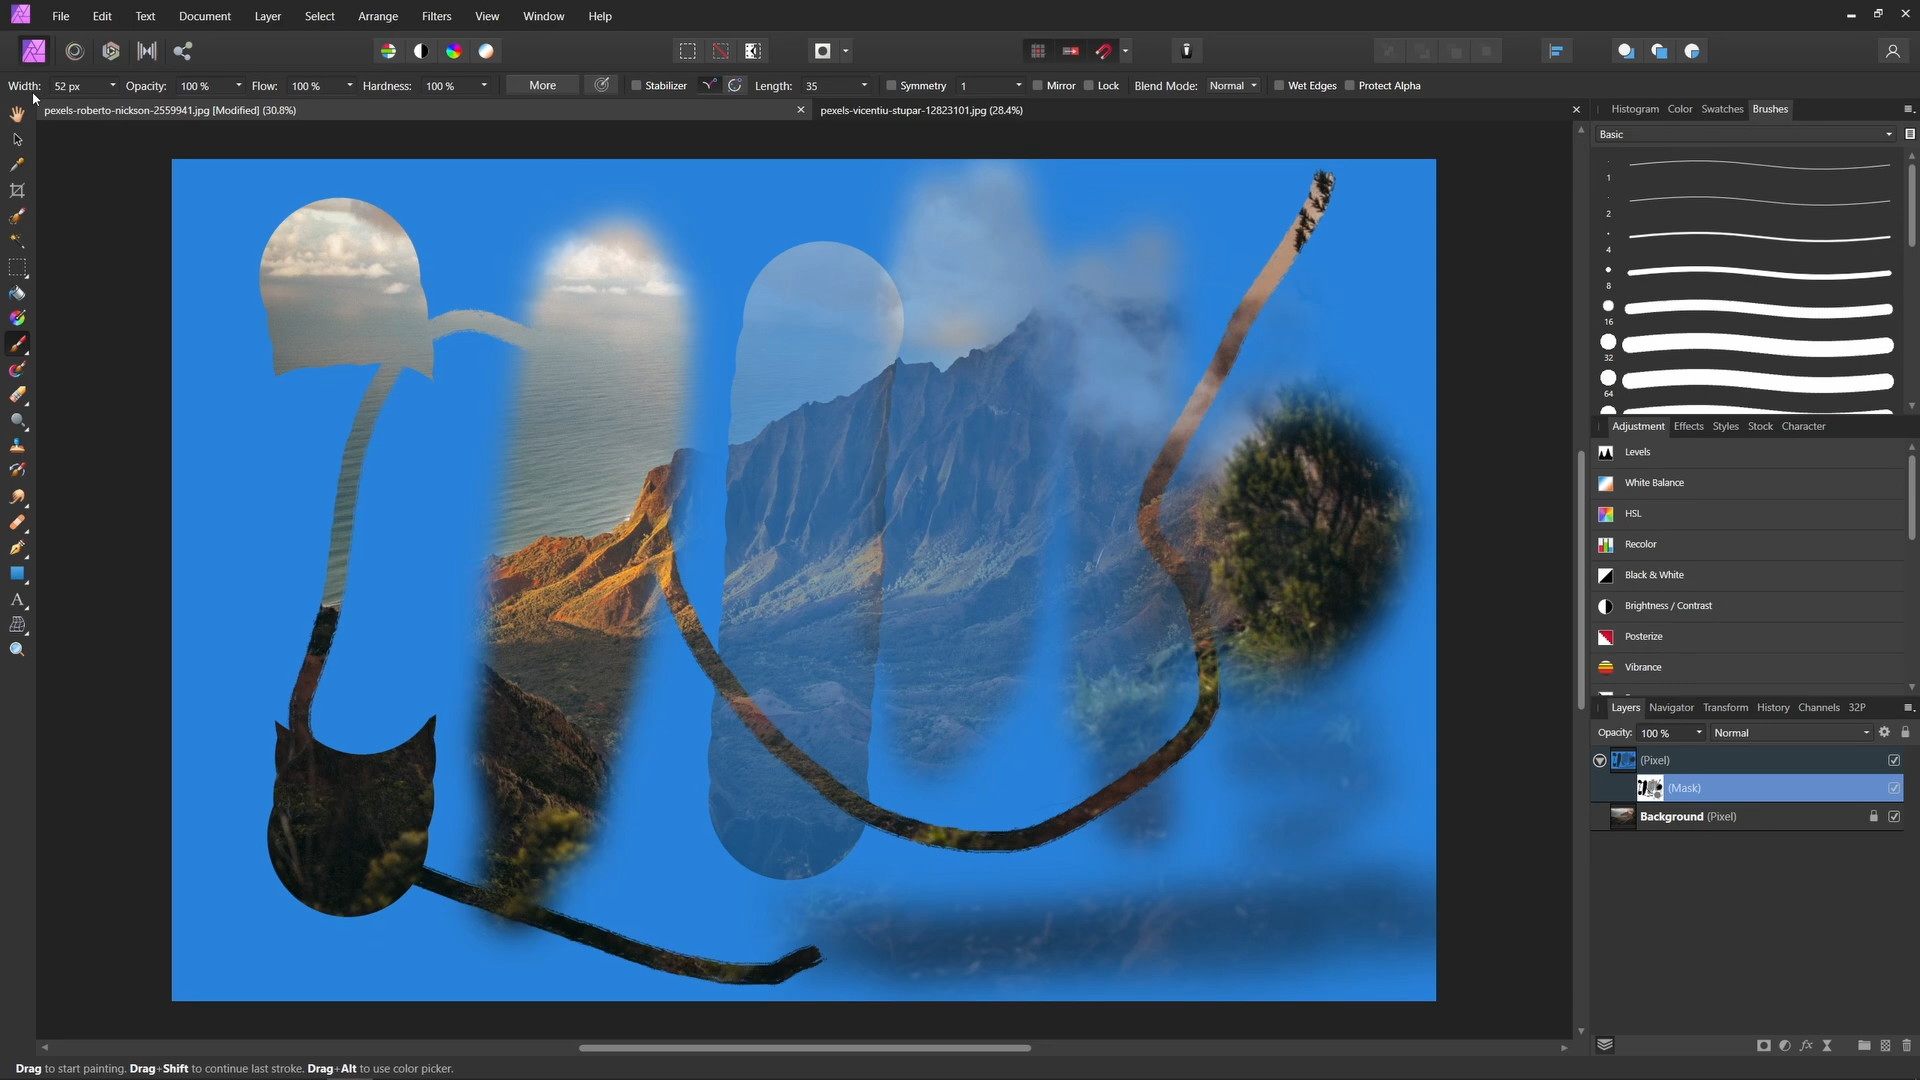 File Edit Text Document Layer Select Arrange Filters View Window Help
Width: 52 px Opacity: 100 % Flow: 100 % Hardness: 100 % More Stabilizer Length: 35 Symmetry 1 Mirror Lock Blend Mode: Normal Wet Edges Protect Alpha
pexels-roberto-nickson-2559941.jpg [Modified] (30.8%)
pexels-vicentiu-stupar-12823101.jpg (28.4%)
Histogram Color Swatches Brushes
Basic
1
2
4
8
16
32
64
Adjustment Effects Styles Stock Character
Levels
White Balance
HSL
Recolor
Black & White
Brightness / Contrast
Posterize
Vibrance
Layers Navigator Transform History Channels 32P
Opacity: 100 % Normal
(Pixel)
(Mask)
Background (Pixel)
Drag to start painting. Drag+Shift to continue last stroke. Drag+Alt to use color picker.